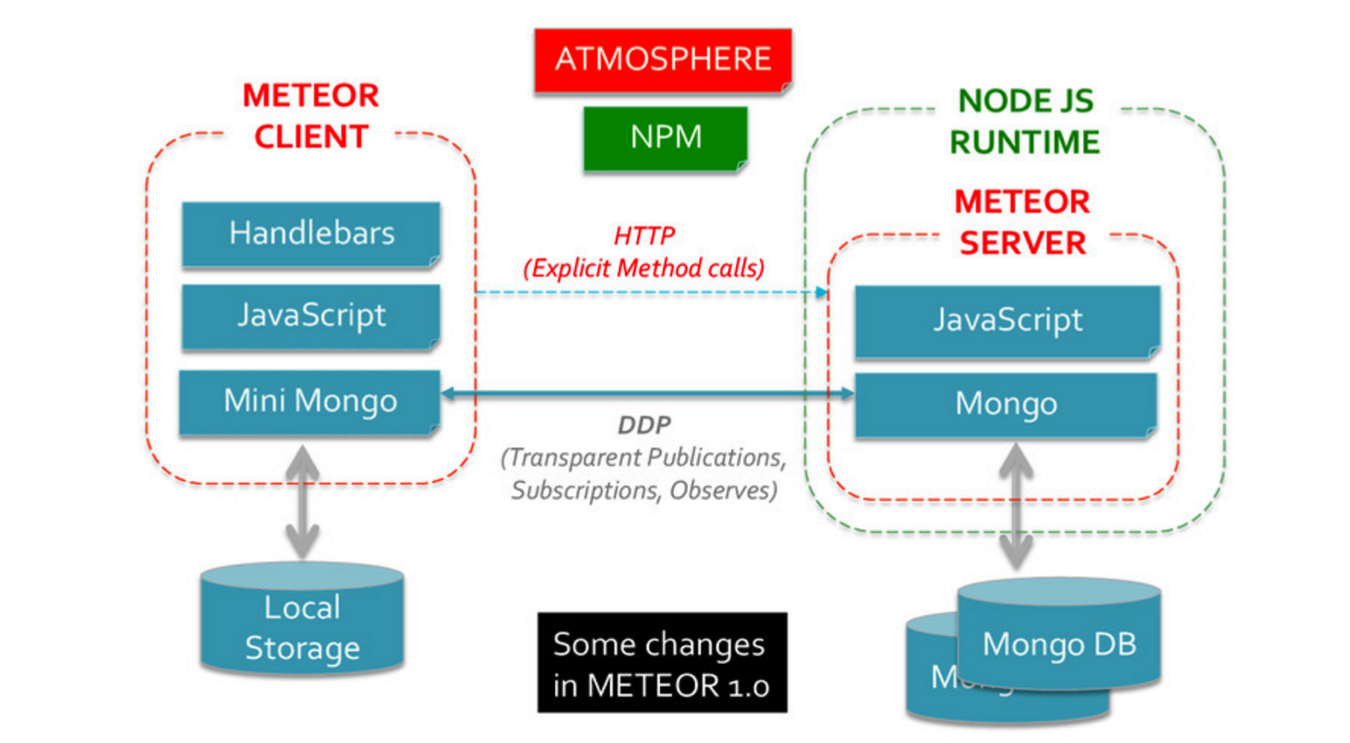 ATMOSPHERE
NPM
METEOR
CLIENT
Handlebars
JavaScript
Mini Mongo
Local
Storage
HTTP
(Explicit Method calls)
DDP
(Transparent Publications,
Subscriptions, Observes)
NODE JS
RUNTIME
METEOR
SERVER
JavaScript
Mongo
Mongo DB
Some changes
in METEOR 1.0